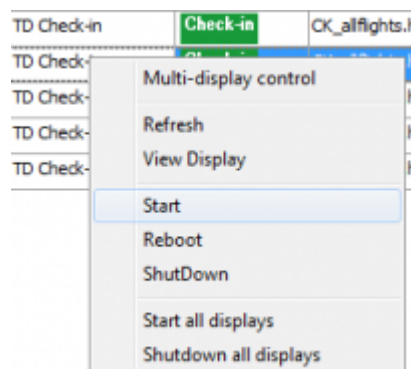 TD Check-in Check-in CK_allflights.
TD Check-
Multi-display control
TD Check-
Refresh
TD Check-
View Display
TD Check-
Start
Reboot
ShutDown
Start all displays
Shutdown all displays